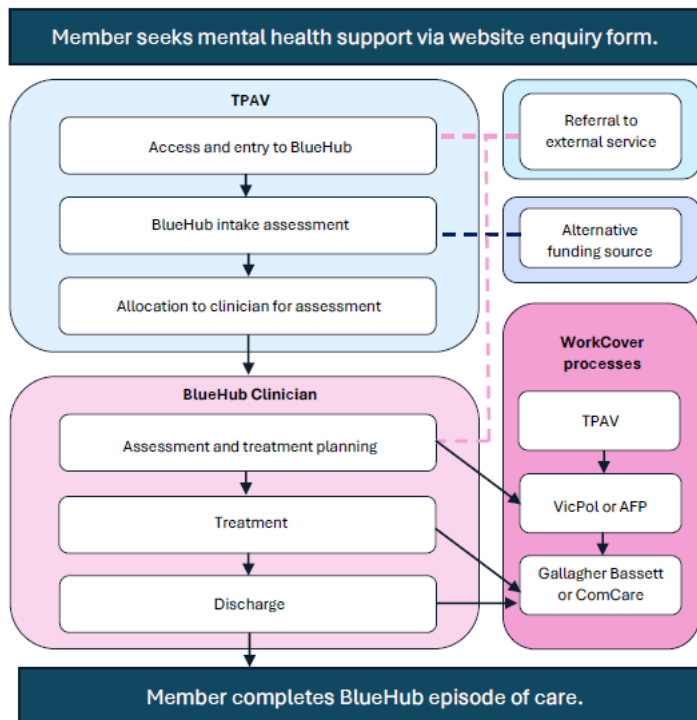 Member seeks mental health support via website enquiry form.
TPAV
Access and entry to BlueHub
BlueHub intake assessment
Allocation to clinician for assessment
Referral to
external service
Alternative
funding source
BlueHub Clinician
Assessment and treatment planning
Treatment
Discharge
WorkCover
processes
TPAV
VicPol or AFP
Gallagher Bassett
or ComCare
Member completes BlueHub episode of care.